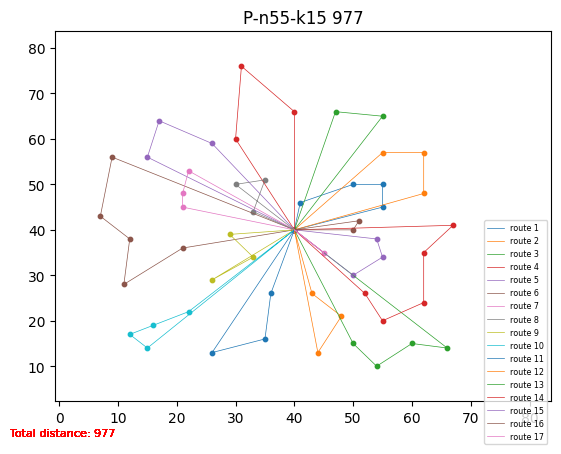 P-n55-k15 977
80
70
60
50
40
30
20
10
0
10
20
30
40
50
60
70
route 1
route 2
route 3
route 4
route 5
route 6
route 7
route 8
route 9
route 10
route 11
route 12
route 13
route 14
route 15
route 16
route 17
Total distance: 977